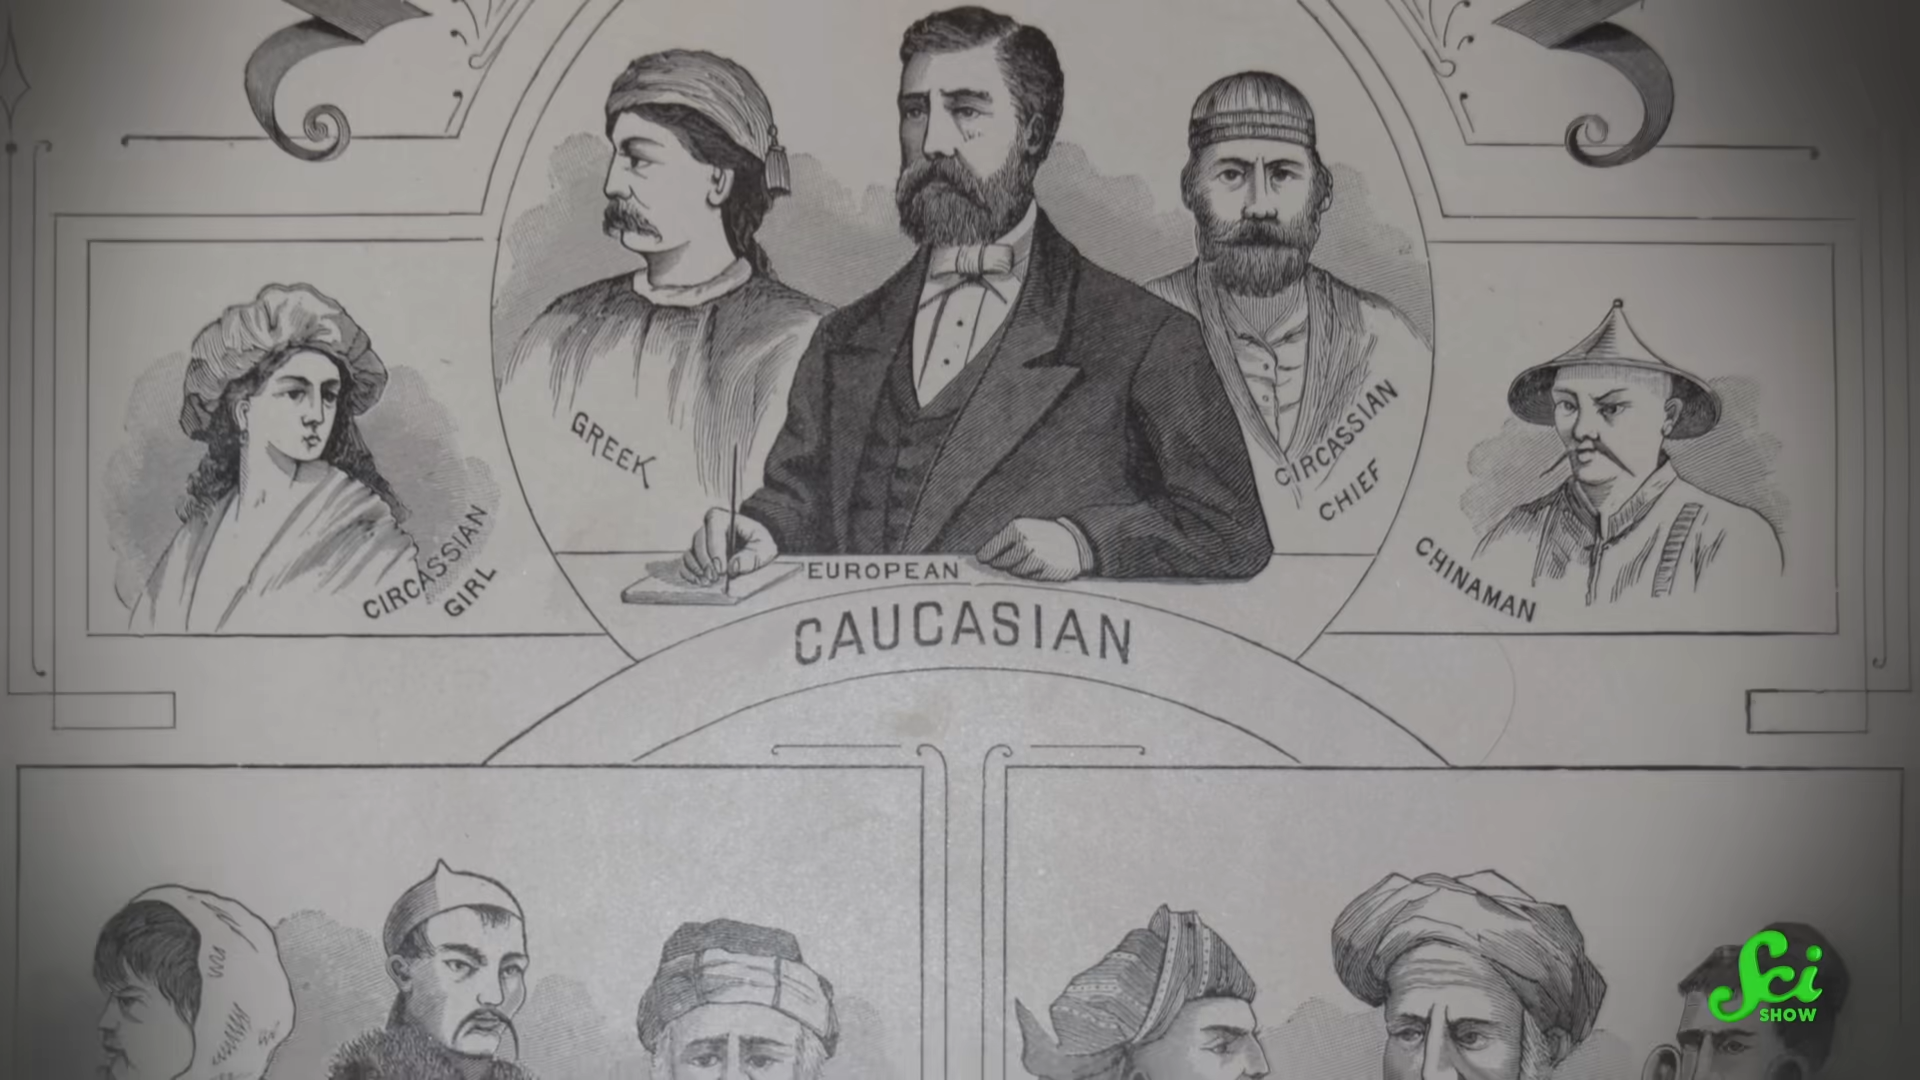 GREEK
CIRCASSIAN
CHIEF
CIRCASSIAN
GIRL
EUROPEAN
CHINAMAN
CAUCASIAN
Sci
SHOW